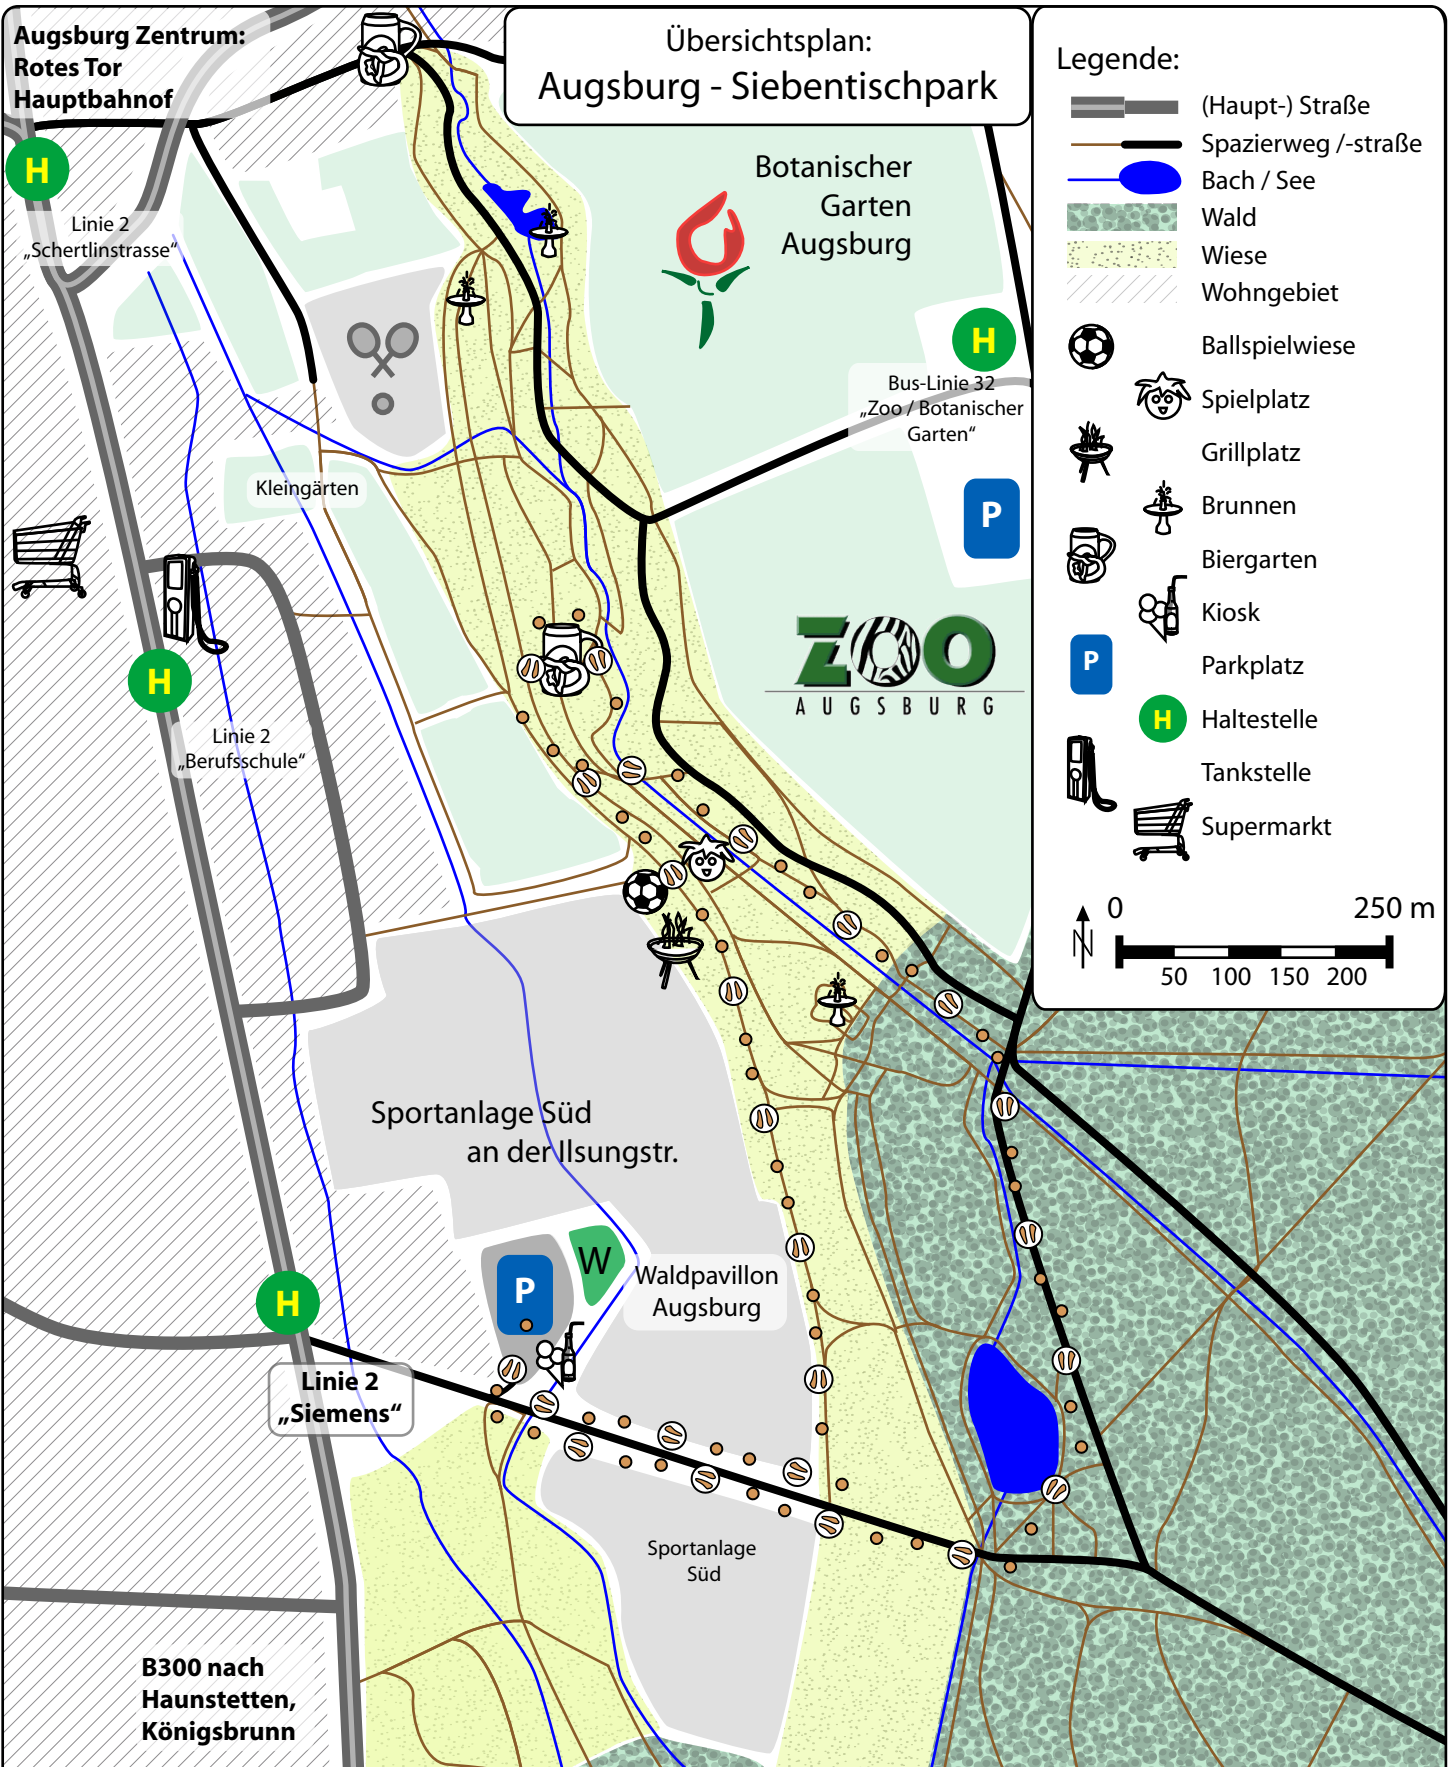 Augsburg Zentrum:
Rotes Tor
Hauptbahnof
Übersichtsplan:
Augsburg - Siebentischpark
Legende:
(Haupt-) Straße
Spazierweg /-straße
Bach / See
Wald
Wiese
Wohngebiet
Ballspielwiese
Spielplatz
Grillplatz
Brunnen
Biergarten
Kiosk
P
Parkplatz
H
Haltestelle
Tankstelle
Supermarkt
0 250 m
N
50 100 150 200
H
Linie 2
„Schertlinstrasse“
Botanischer
Garten
Augsburg
H
Bus-Linie 32
„Zoo / Botanischer
Garten“
P
Kleingärten
ZOO
AUGSBURG
H
Linie 2
„Berufsschule“
Sportanlage Süd
an der Ilsungstr.
P
W
Waldpavillon
Augsburg
H
Linie 2
„Siemens“
Sportanlage
Süd
B300 nach
Haunstetten,
Königsbrunn